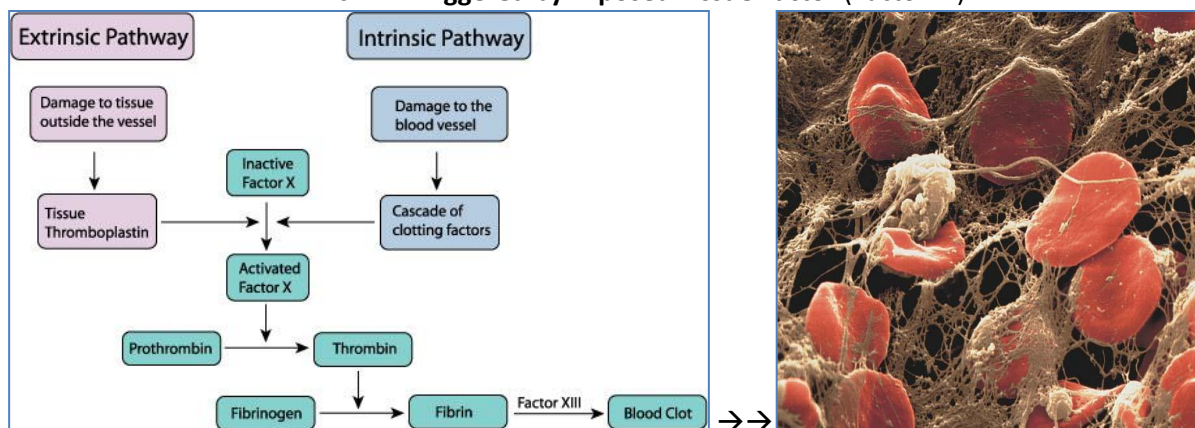 Extrinsic Pathway
Intrinsic Pathway
Damage to tissue
outside the vessel
Damage to the
blood vessel
Inactive
Factor X
Tissue
Thromboplastin
Cascade of
clotting factors
Activated
Factor X
Prothrombin
Thrombin
Fibrinogen
Fibrin
Factor XIII
Blood Clot
→→